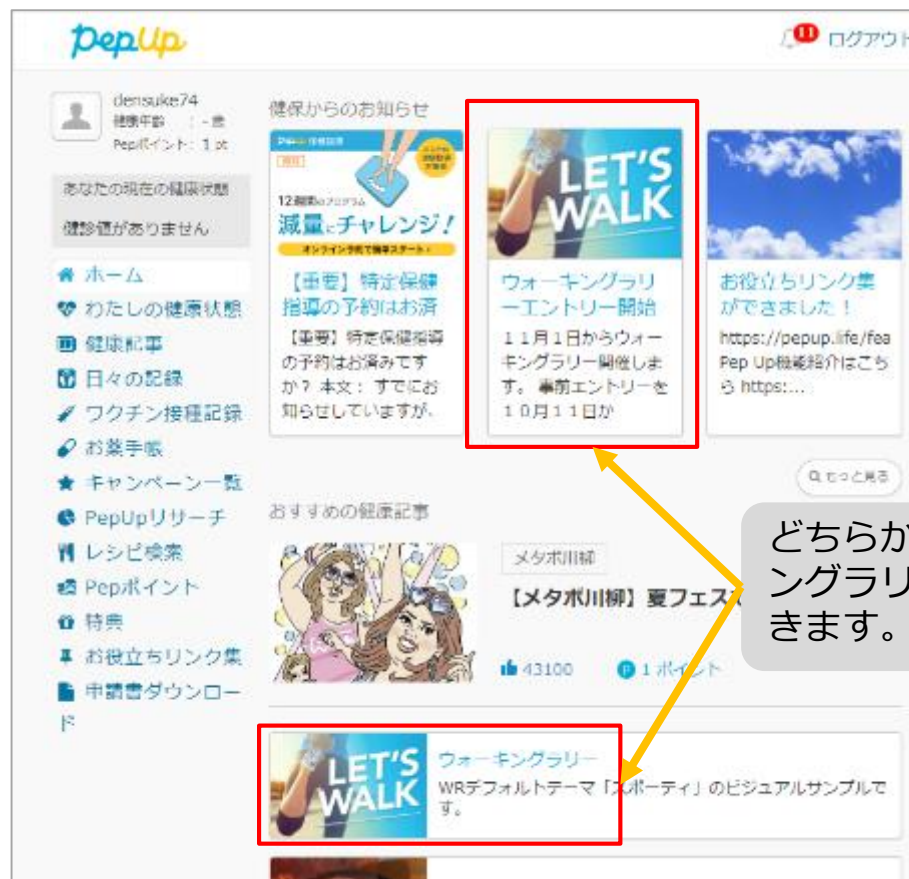 PepUp
11 ログアウト
densuke74
健康年齢 : - 歳
Pepポイント: 1 pt
あなたの現在の健康状態
健診値がありません
ホーム
わたしの健康状態
健康記事
日々の記録
ワクチン接種記録
お薬手帳
キャンペーン一覧
PepUpリサーチ
レシピ検索
Pepポイント
特典
お役立ちリンク集
申請書ダウンロー
ド
健保からのお知らせ
12週間のプログラム
減量にチャレンジ!
オンライン予約で簡単スタート
【重要】特定保健
指導の予約はお済
【重要】特定保健指導
の予約はお済みです
か？ 本文： すでにお
知らせしていますが、
LET'S
WALK
ウォーキングラリ
ーエントリー開始
１１月１日からウォー
キングラリー開催しま
す。 事前エントリーを
１０月１１日か
お役立ちリンク集
ができました！
https://pepup.life/fea
Pep Up機能紹介はこち
ら https:...
もっと見る
おすすめの健康記事
メタボ川柳
【メタボ川柳】夏フェス
43100
1 ポイント
どちらか
ングラリ
きます。
LET'S
WALK
ウォーキングラリー
WRデフォルトテーマ「スポーティ」のビジュアルサンプルで
す。